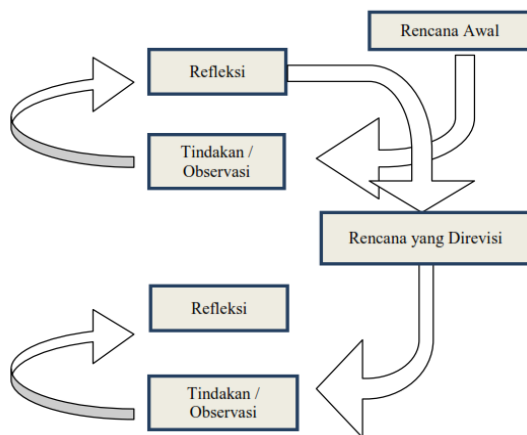 Rencana Awal
Refleksi
Tindakan /
Observasi
Rencana yang Direvisi
Refleksi
Tindakan /
Observasi